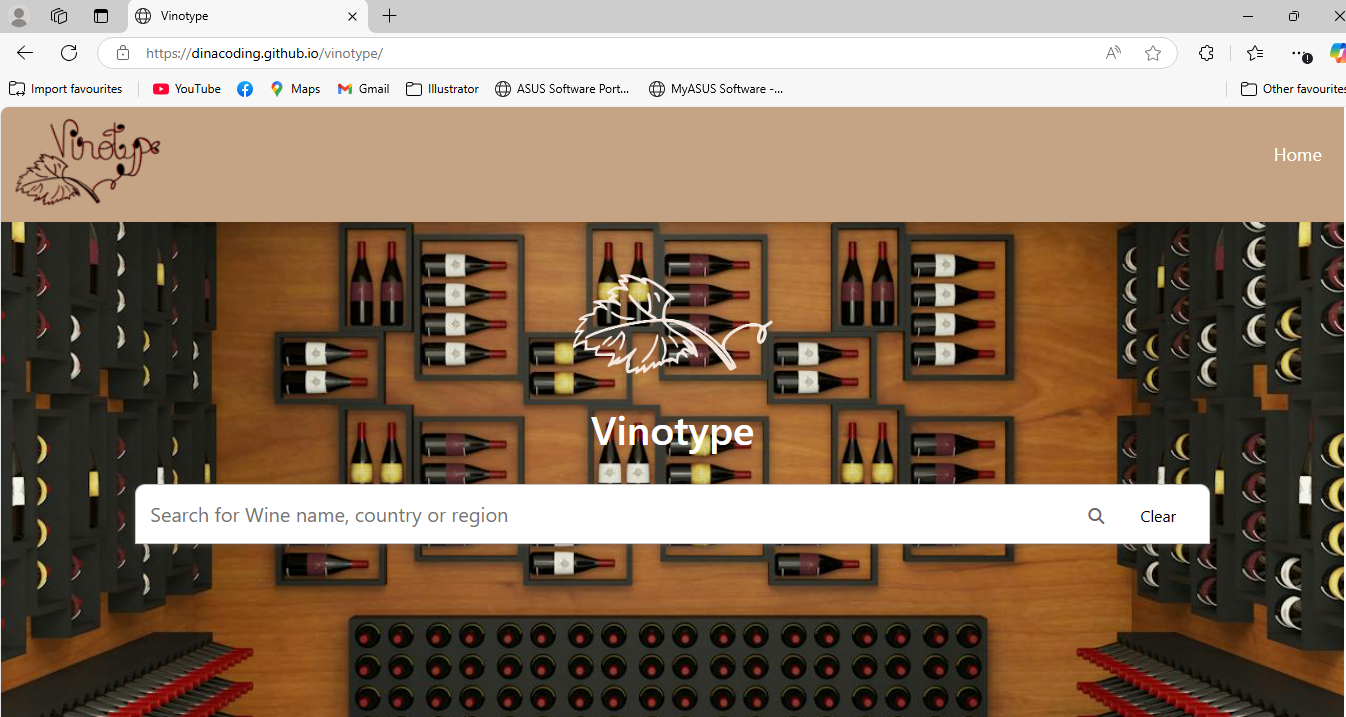 Vinotype
https://dinacoding.github.io/vinotype/
Import favourites
YouTube
Maps
Gmail
Illustrator
ASUS Software Port...
MyASUS Software -...
Other favourites
Vinotype
Home
Vinotype
Search for Wine name, country or region
Clear